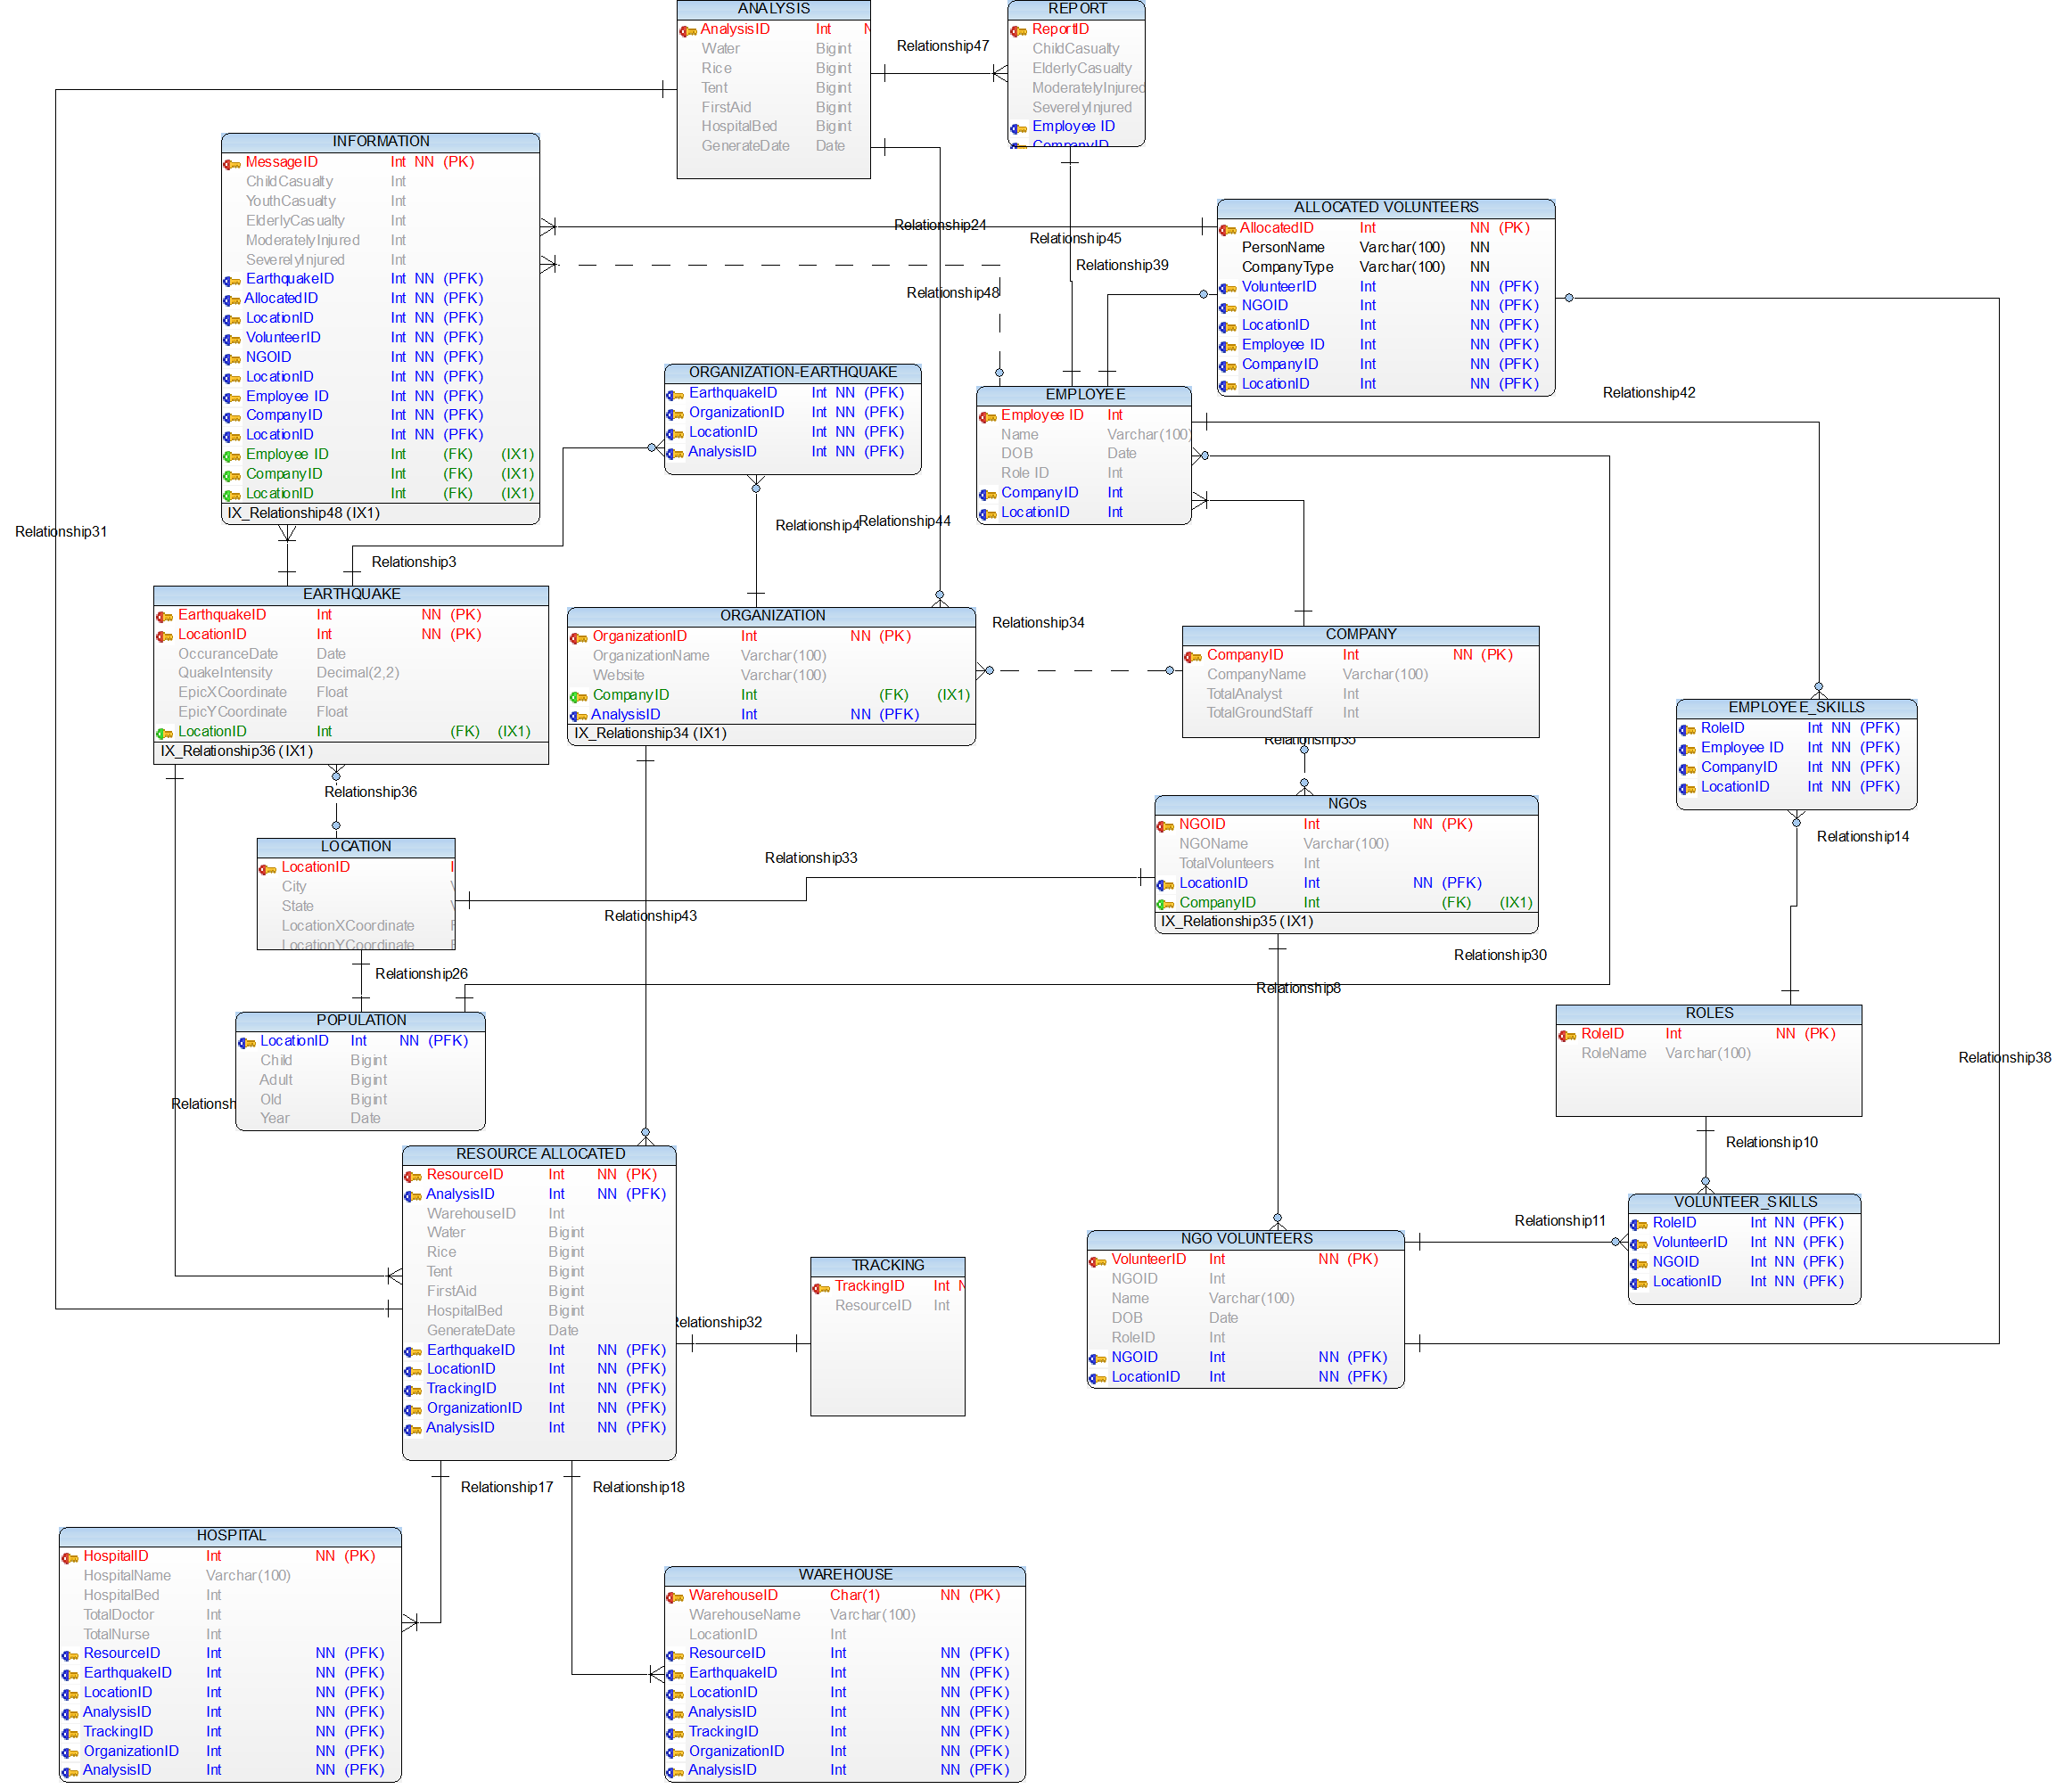 ANALYSIS
AnalysisID Int
Water Bigint
Rice Bigint
Tent Bigint
FirstAid Bigint
HospitalBed Bigint
GenerateDate Date
Relationship47
REPORT
ReportID
ChildCasualty
ElderlyCasualty
ModeratelyInjured
SeverelyInjured
Employee ID
CompanyID
INFORMATION
MessageID Int NN (PK)
ChildCasualty Int
YouthCasualty Int
ElderlyCasualty Int
ModeratelyInjured Int
SeverelyInjured Int
EarthquakeID Int NN (PFK)
AllocatedID Int NN (PFK)
LocationID Int NN (PFK)
VolunteerID Int NN (PFK)
NGOID Int NN (PFK)
LocationID Int NN (PFK)
Employee ID Int NN (PFK)
CompanyID Int NN (PFK)
LocationID Int NN (PFK)
Employee ID Int (FK) (IX1)
CompanyID Int (FK) (IX1)
LocationID Int (FK) (IX1)
IX_Relationship48 (IX1)
Relationship24
Relationship45
Relationship39
Relationship48
ALLOCATED VOLUNTEERS
AllocatedID Int NN (PK)
PersonName Varchar(100) NN
CompanyType Varchar(100) NN
VolunteerID Int NN (PFK)
NGOID Int NN (PFK)
LocationID Int NN (PFK)
Employee ID Int NN (PFK)
CompanyID Int NN (PFK)
LocationID Int NN (PFK)
Relationship42
ORGANIZATION-EARTHQUAKE
EarthquakeID Int NN (PFK)
OrganizationID Int NN (PFK)
LocationID Int NN (PFK)
AnalysisID Int NN (PFK)
EMPLOYEE
Employee ID Int
Name Varchar(100)
DOB Date
Role ID Int
CompanyID Int
LocationID Int
Relationship31
Relationship3
Relationship4
Relationship44
EARTHQUAKE
EarthquakeID Int NN (PK)
LocationID Int NN (PK)
OccuranceDate Date
QuakeIntensity Decimal(2,2)
EpicXCoordinate Float
EpicYCoordinate Float
LocationID Int (FK) (IX1)
IX_Relationship36 (IX1)
ORGANIZATION
OrganizationID Int NN (PK)
OrganizationName Varchar(100)
Website Varchar(100)
CompanyID Int (FK) (IX1)
AnalysisID Int NN (PFK)
IX_Relationship34 (IX1)
Relationship34
COMPANY
CompanyID Int NN (PK)
CompanyName Varchar(100)
TotalAnalyst Int
TotalGroundStaff Int
Relationship35
EMPLOYEE_SKILLS
RoleID Int NN (PFK)
Employee ID Int NN (PFK)
CompanyID Int NN (PFK)
LocationID Int NN (PFK)
Relationship14
Relationship36
LOCATION
LocationID
City
State
LocationXCoordinate
LocationYCoordinate
Relationship33
Relationship43
NGOs
NGOID Int NN (PK)
NGOName Varchar(100)
TotalVolunteers Int
LocationID Int NN (PFK)
CompanyID Int (FK) (IX1)
IX_Relationship35 (IX1)
Relationship30
Relationship8
Relationship26
POPULATION
LocationID Int NN (PFK)
Child Bigint
Adult Bigint
Old Bigint
Year Date
ROLES
RoleID Int NN (PK)
RoleName Varchar(100)
Relationship38
Relationship10
RESOURCE ALLOCATED
ResourceID Int NN (PK)
AnalysisID Int NN (PFK)
WarehouseID Int
Water Bigint
Rice Bigint
Tent Bigint
FirstAid Bigint
HospitalBed Bigint
GenerateDate Date
EarthquakeID Int NN (PFK)
LocationID Int NN (PFK)
TrackingID Int NN (PFK)
OrganizationID Int NN (PFK)
AnalysisID Int NN (PFK)
Relationship32
TRACKING
TrackingID Int
ResourceID Int
NGO VOLUNTEERS
VolunteerID Int NN (PK)
NGOID Int
Name Varchar(100)
DOB Date
RoleID Int
NGOID Int NN (PFK)
LocationID Int NN (PFK)
Relationship11
VOLUNTEER_SKILLS
RoleID Int NN (PFK)
VolunteerID Int NN (PFK)
NGOID Int NN (PFK)
LocationID Int NN (PFK)
Relationship17
Relationship18
HOSPITAL
HospitalID Int NN (PK)
HospitalName Varchar(100)
HospitalBed Int
TotalDoctor Int
TotalNurse Int
ResourceID Int NN (PFK)
EarthquakeID Int NN (PFK)
LocationID Int NN (PFK)
AnalysisID Int NN (PFK)
TrackingID Int NN (PFK)
OrganizationID Int NN (PFK)
AnalysisID Int NN (PFK)
WAREHOUSE
WarehouseID Char(1) NN (PK)
WarehouseName Varchar(100)
LocationID Int
ResourceID Int NN (PFK)
EarthquakeID Int NN (PFK)
LocationID Int NN (PFK)
AnalysisID Int NN (PFK)
TrackingID Int NN (PFK)
OrganizationID Int NN (PFK)
AnalysisID Int NN (PFK)